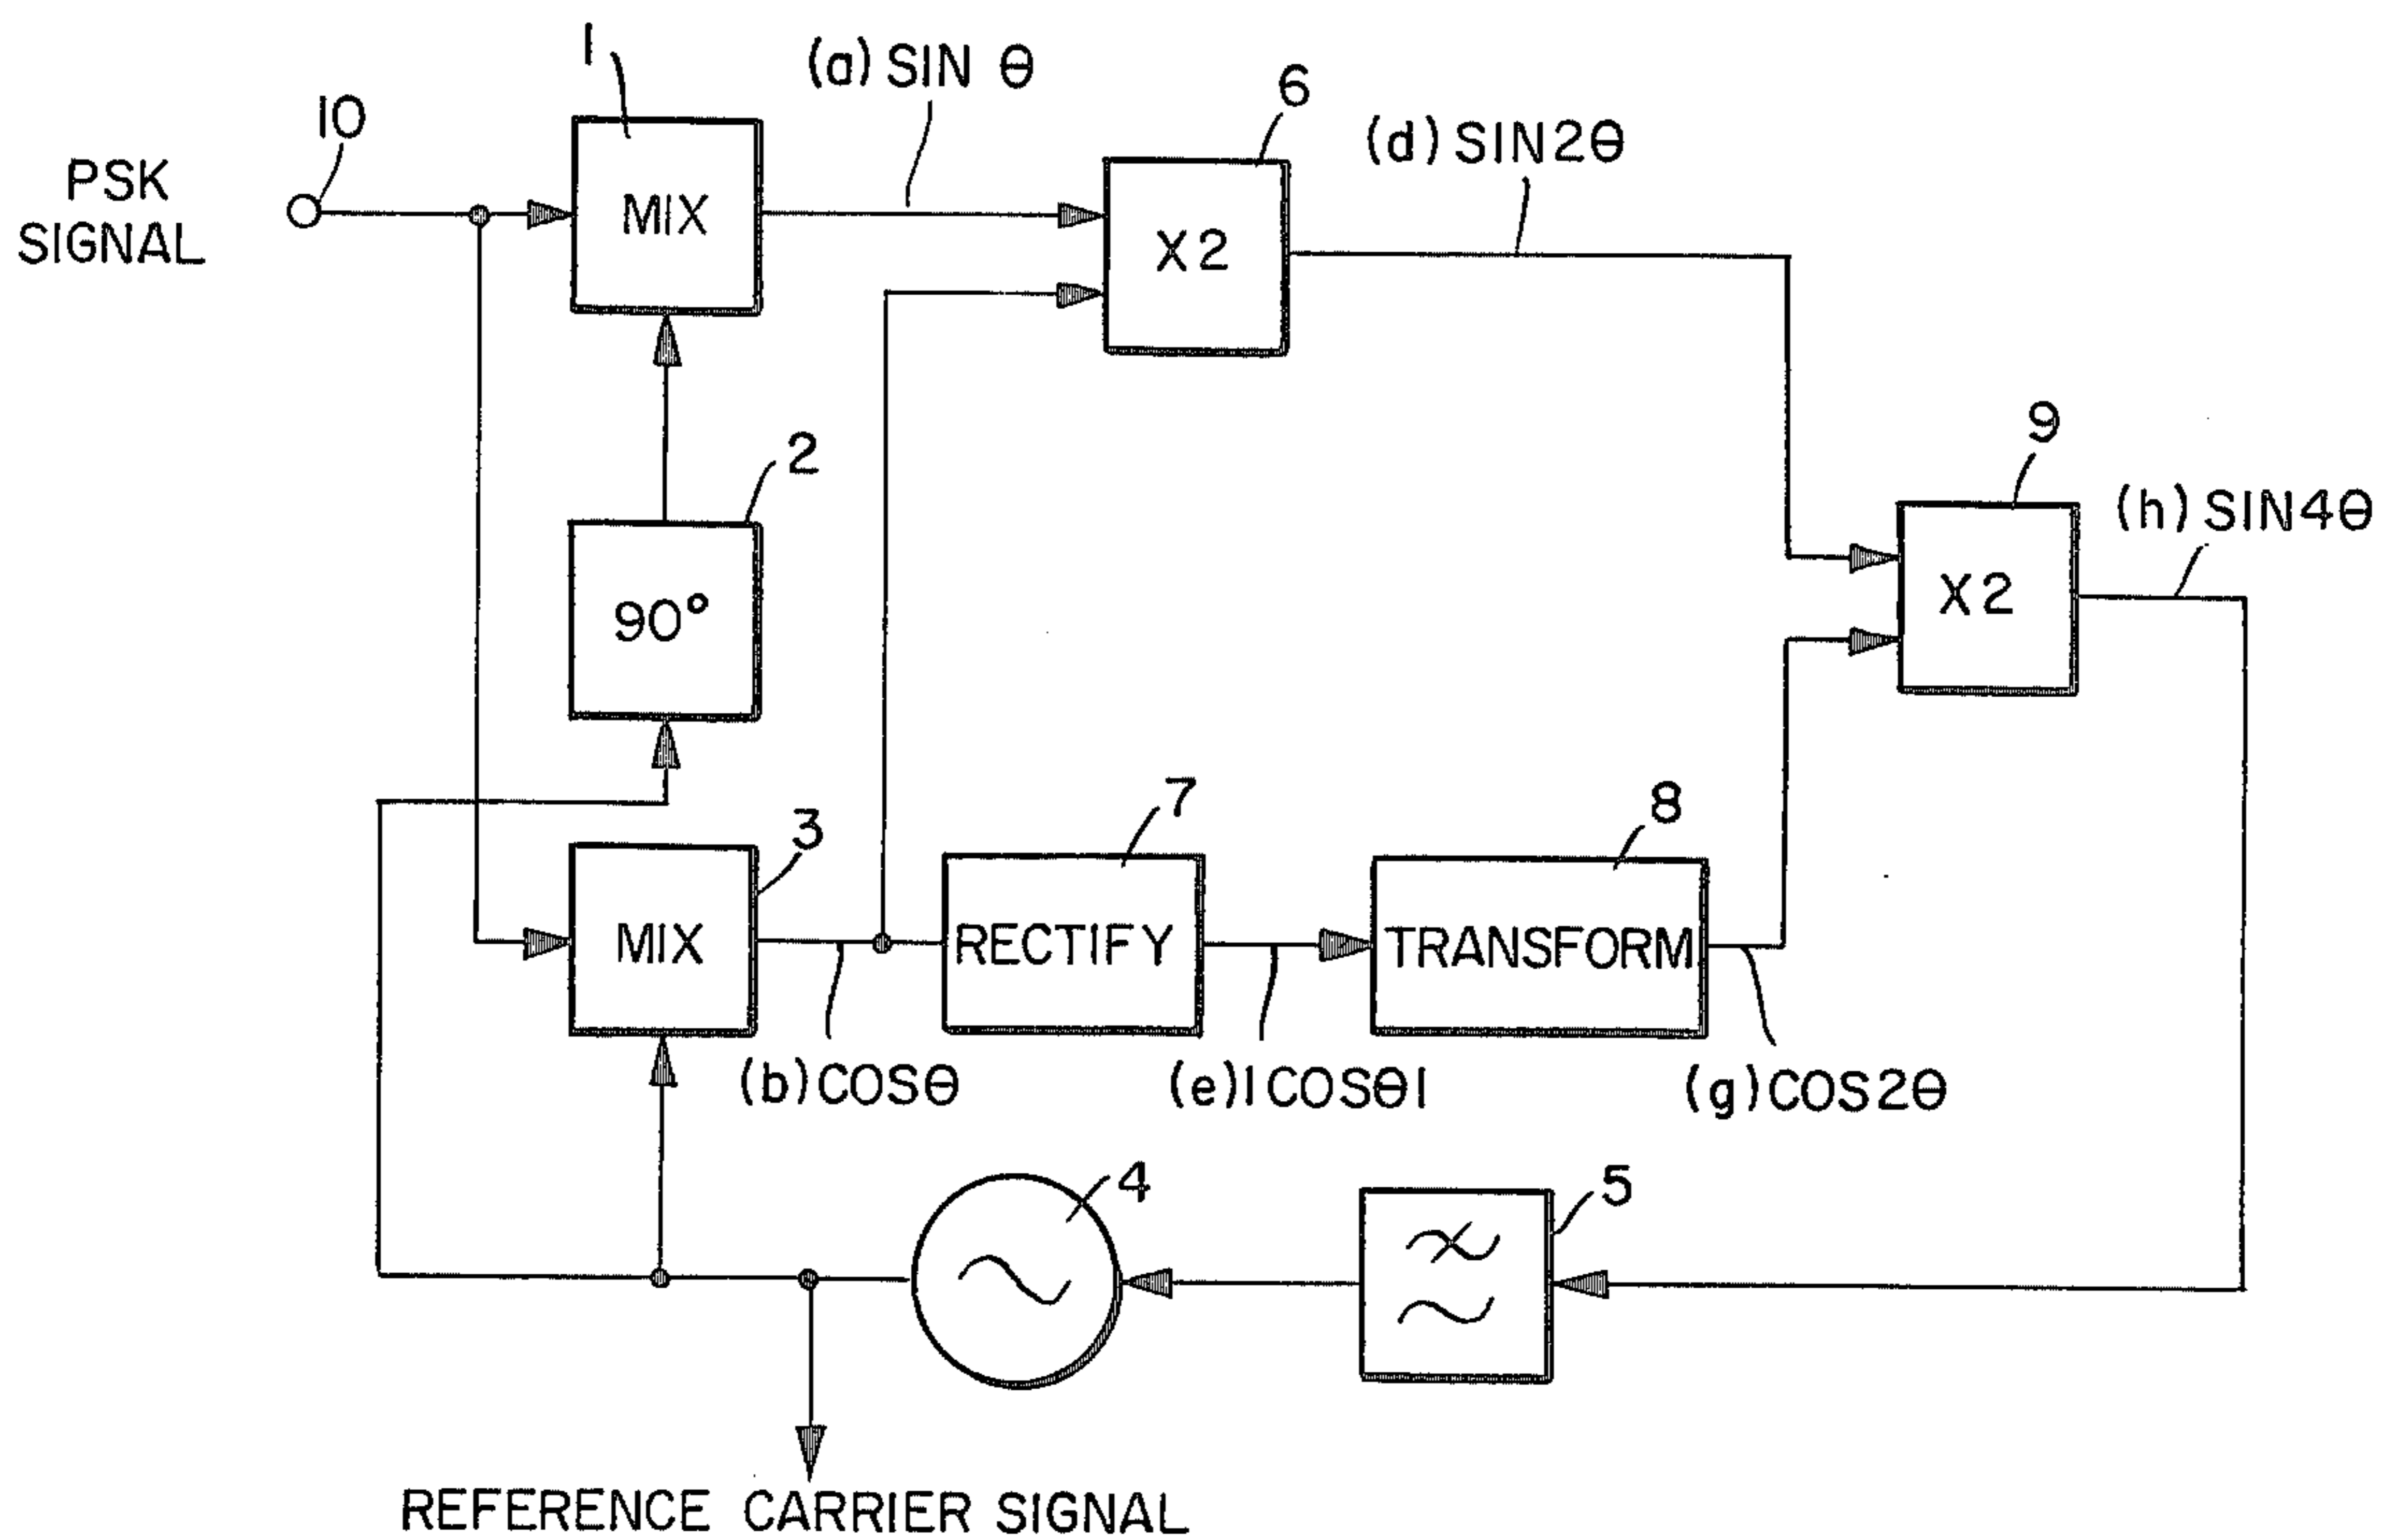 1
(a) SIN θ
10
6
PSK
SIGNAL
(d) SIN2θ
MIX
X2
9
2
(h) SIN4θ
X2
90°
7
8
3
MIX
RECTIFY
TRANSFORM
(b) COSθ
(e) |COSθ|
(g) COS2θ
4
5
REFERENCE CARRIER SIGNAL